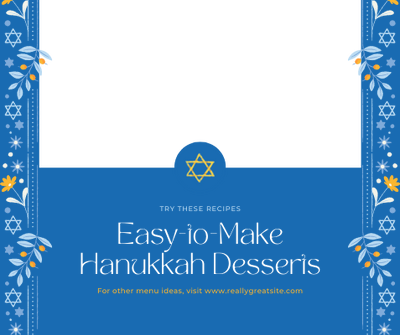 TRY THESE RECIPES
Easy-to-Make
Hanukkah Desserts
For other menu ideas, visit www.reallygreatsite.com